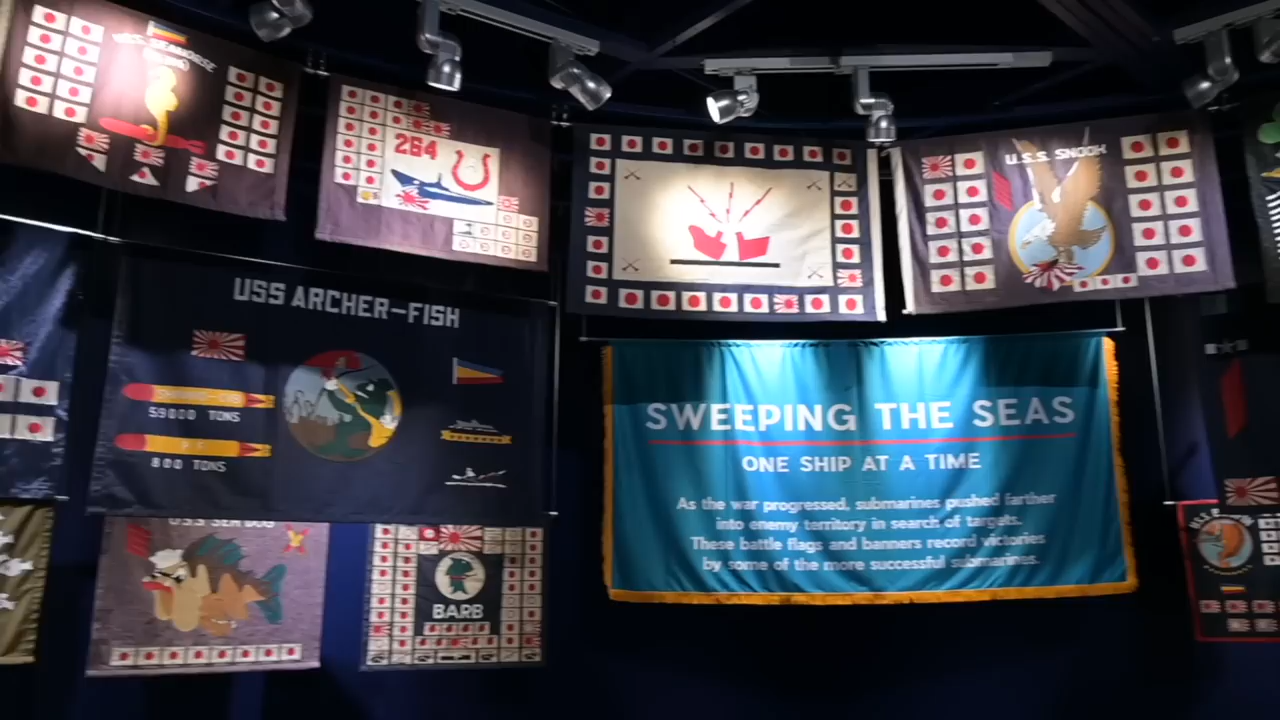 U.S.S. SEAHORSE
264
U.S.S. SNOOK
USS ARCHER-FISH
59000 TONS
800 TONS
SWEEPING THE SEAS
ONE SHIP AT A TIME
As the war progressed, submarines pushed farther
into enemy territory in search of targets.
These battle flags and banners record victories
by some of the more successful submarines.
U.S.S. SEA DOG
BARB